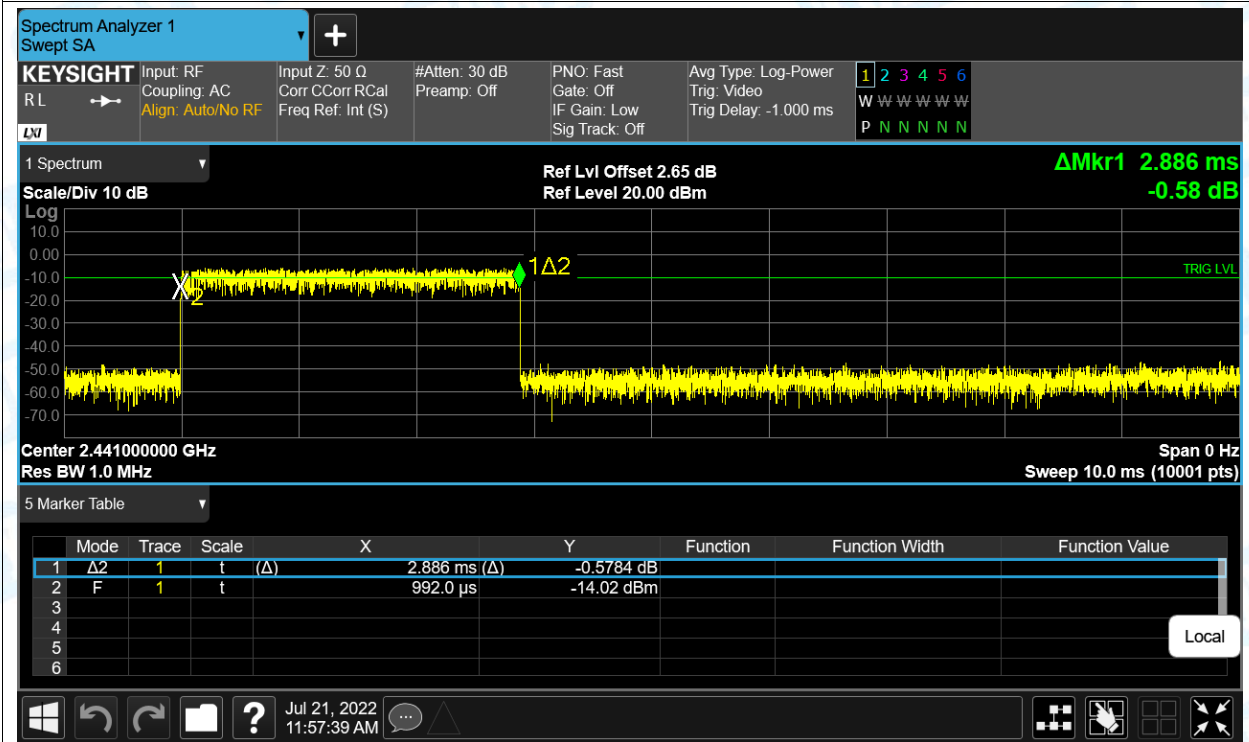 Spectrum Analyzer 1
Swept SA
KEYSIGHT
R L
LXI
Input: RF
Coupling: AC
Align: Auto/No RF
Input Z: 50 Ω
Corr CCorr RCal
Freq Ref: Int (S)
#Atten: 30 dB
Preamp: Off
PNO: Fast
Gate: Off
IF Gain: Low
Sig Track: Off
Avg Type: Log-Power
Trig: Video
Trig Delay: -1.000 ms
1 2 3 4 5 6
W W W W W W
P N N N N N
1 Spectrum
Scale/Div 10 dB
Ref Lvl Offset 2.65 dB
Ref Level 20.00 dBm
ΔMkr1 2.886 ms
-0.58 dB
Log
10.0
0.00
-10.0
-20.0
-30.0
-40.0
-50.0
-60.0
-70.0
X
2
1Δ2
TRIG LVL
Center 2.441000000 GHz
Res BW 1.0 MHz
Span 0 Hz
Sweep 10.0 ms (10001 pts)
5 Marker Table
Mode Trace Scale X Y Function Function Width Function Value
1 Δ2 1 t (Δ) 2.886 ms (Δ) -0.5784 dB
2 F 1 t 992.0 µs -14.02 dBm
3
4
5
6
Local
?
Jul 21, 2022
11:57:39 AM